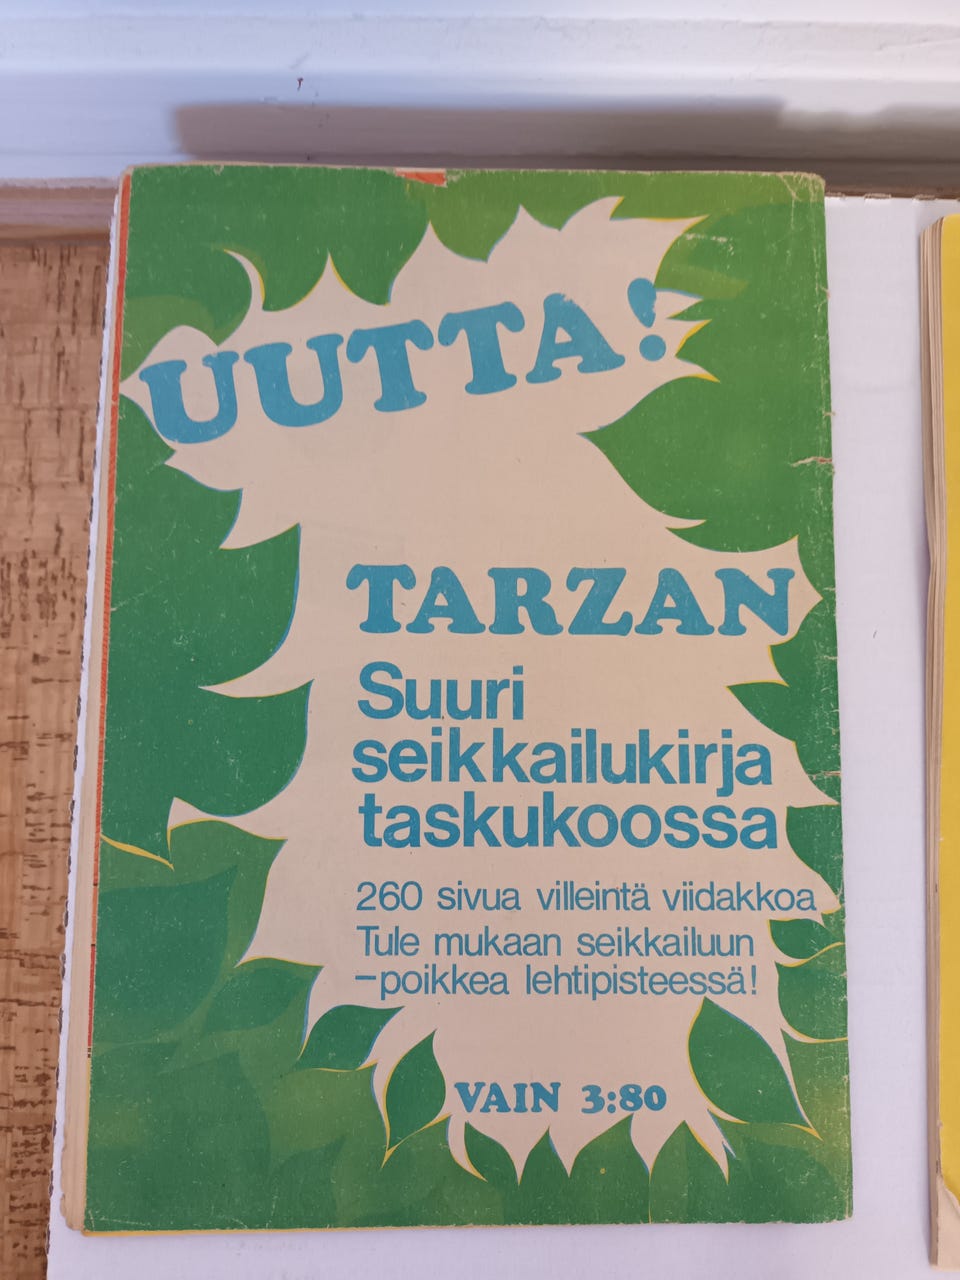 UUTTA!
TARZAN
Suuri
seikkailukirja
taskukoossa
260 sivua villeintä viidakkoa
Tule mukaan seikkailuun
–poikkea lehtipisteessä!
VAIN 3:80